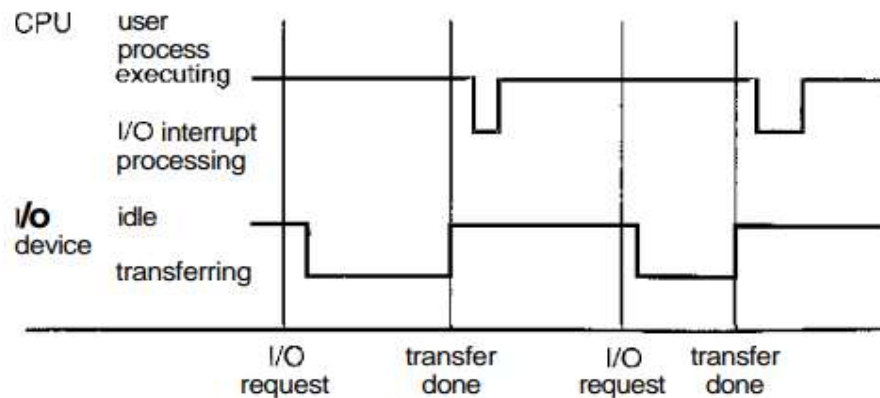 CPU user
process
executing
I/O interrupt
processing
I/o idle
device
transferring
I/O transfer I/O transfer
request done request done